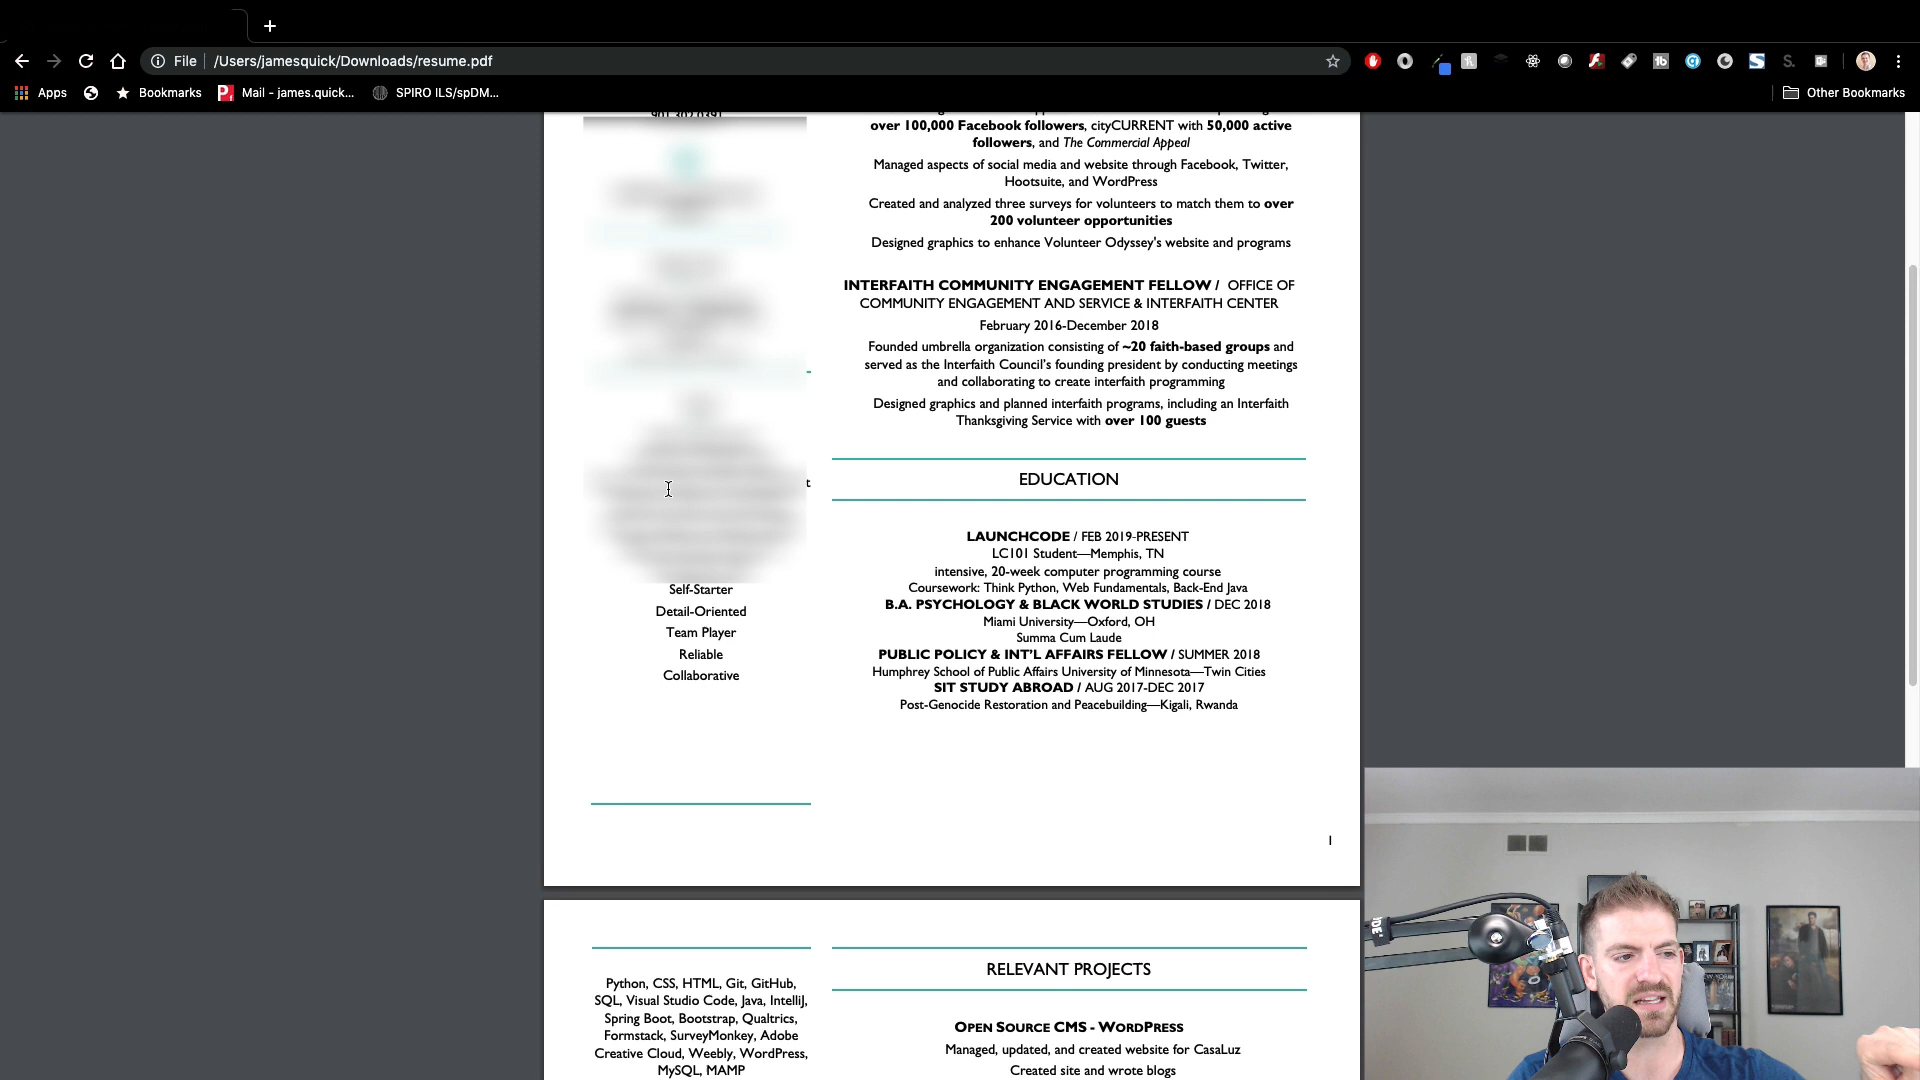 File
/Users/jamesquick/Downloads/resume.pdf
Apps
Bookmarks
Mail - james.quick...
SPIRO ILS/spDM...
Other Bookmarks
over 100,000 Facebook followers, cityCURRENT with 50,000 active
followers, and The Commercial Appeal
Managed aspects of social media and website through Facebook, Twitter,
Hootsuite, and WordPress
Created and analyzed three surveys for volunteers to match them to over
200 volunteer opportunities
Designed graphics to enhance Volunteer Odyssey's website and programs
INTERFAITH COMMUNITY ENGAGEMENT FELLOW / OFFICE OF
COMMUNITY ENGAGEMENT AND SERVICE & INTERFAITH CENTER
February 2016-December 2018
Founded umbrella organization consisting of ~20 faith-based groups and
served as the Interfaith Council's founding president by conducting meetings
and collaborating to create interfaith programming
Designed graphics and planned interfaith programs, including an Interfaith
Thanksgiving Service with over 100 guests
EDUCATION
LAUNCHCODE / FEB 2019-PRESENT
LC101 Student—Memphis, TN
intensive, 20-week computer programming course
Coursework: Think Python, Web Fundamentals, Back-End Java
B.A. PSYCHOLOGY & BLACK WORLD STUDIES / DEC 2018
Miami University—Oxford, OH
Summa Cum Laude
PUBLIC POLICY & INT'L AFFAIRS FELLOW / SUMMER 2018
Humphrey School of Public Affairs University of Minnesota—Twin Cities
SIT STUDY ABROAD / AUG 2017-DEC 2017
Post-Genocide Restoration and Peacebuilding—Kigali, Rwanda
Self-Starter
Detail-Oriented
Team Player
Reliable
Collaborative
1
Python, CSS, HTML, Git, GitHub,
SQL, Visual Studio Code, Java, IntelliJ,
Spring Boot, Bootstrap, Qualtrics,
Formstack, SurveyMonkey, Adobe
Creative Cloud, Weebly, WordPress,
MySQL, MAMP
RELEVANT PROJECTS
OPEN SOURCE CMS - WORDPRESS
Managed, updated, and created website for CasaLuz
Created site and wrote blogs